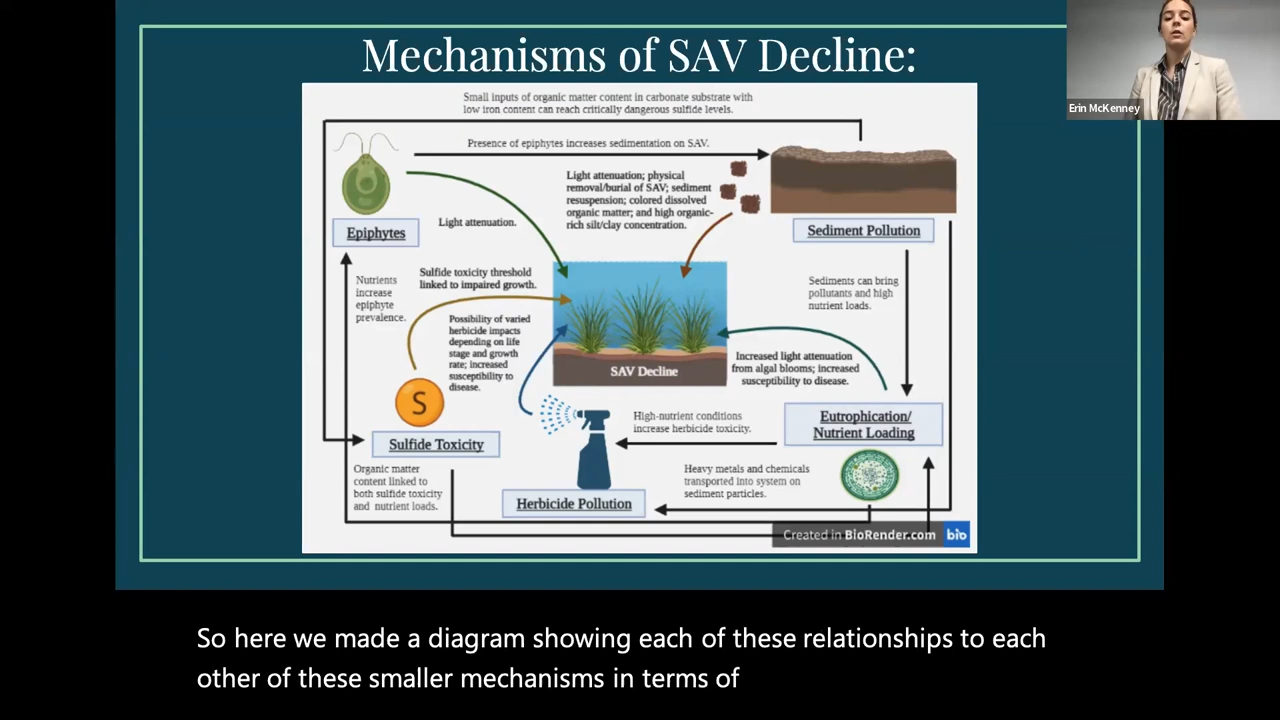 Mechanisms of SAV Decline:
Erin McKenney
Small inputs of organic matter content in carbonate substrate with
low iron content can reach critically dangerous sulfide levels.
Presence of epiphytes increases sedimentation on SAV.
Light attenuation; physical
removal/burial of SAV; sediment
resuspension; colored dissolved
organic matter; and high organic-
rich silt/clay concentration.
Light attenuation.
Epiphytes
Sediment Pollution
Nutrients
increase
epiphyte
prevalence.
Sulfide toxicity threshold
linked to impaired growth.
Sediments can bring
pollutants and high
nutrient loads.
Possibility of varied
herbicide impacts
depending on life
stage and growth
rate; increased
susceptibility to
disease.
SAV Decline
Increased light attenuation
from algal blooms; increased
susceptibility to disease.
S
Sulfide Toxicity
High-nutrient conditions
increase herbicide toxicity.
Eutrophication/
Nutrient Loading
Organic matter
content linked to
both sulfide toxicity
and nutrient loads.
Heavy metals and chemicals
transported into system on
sediment particles.
Herbicide Pollution
Created in BioRender.com bio
So here we made a diagram showing each of these relationships to each
other of these smaller mechanisms in terms of